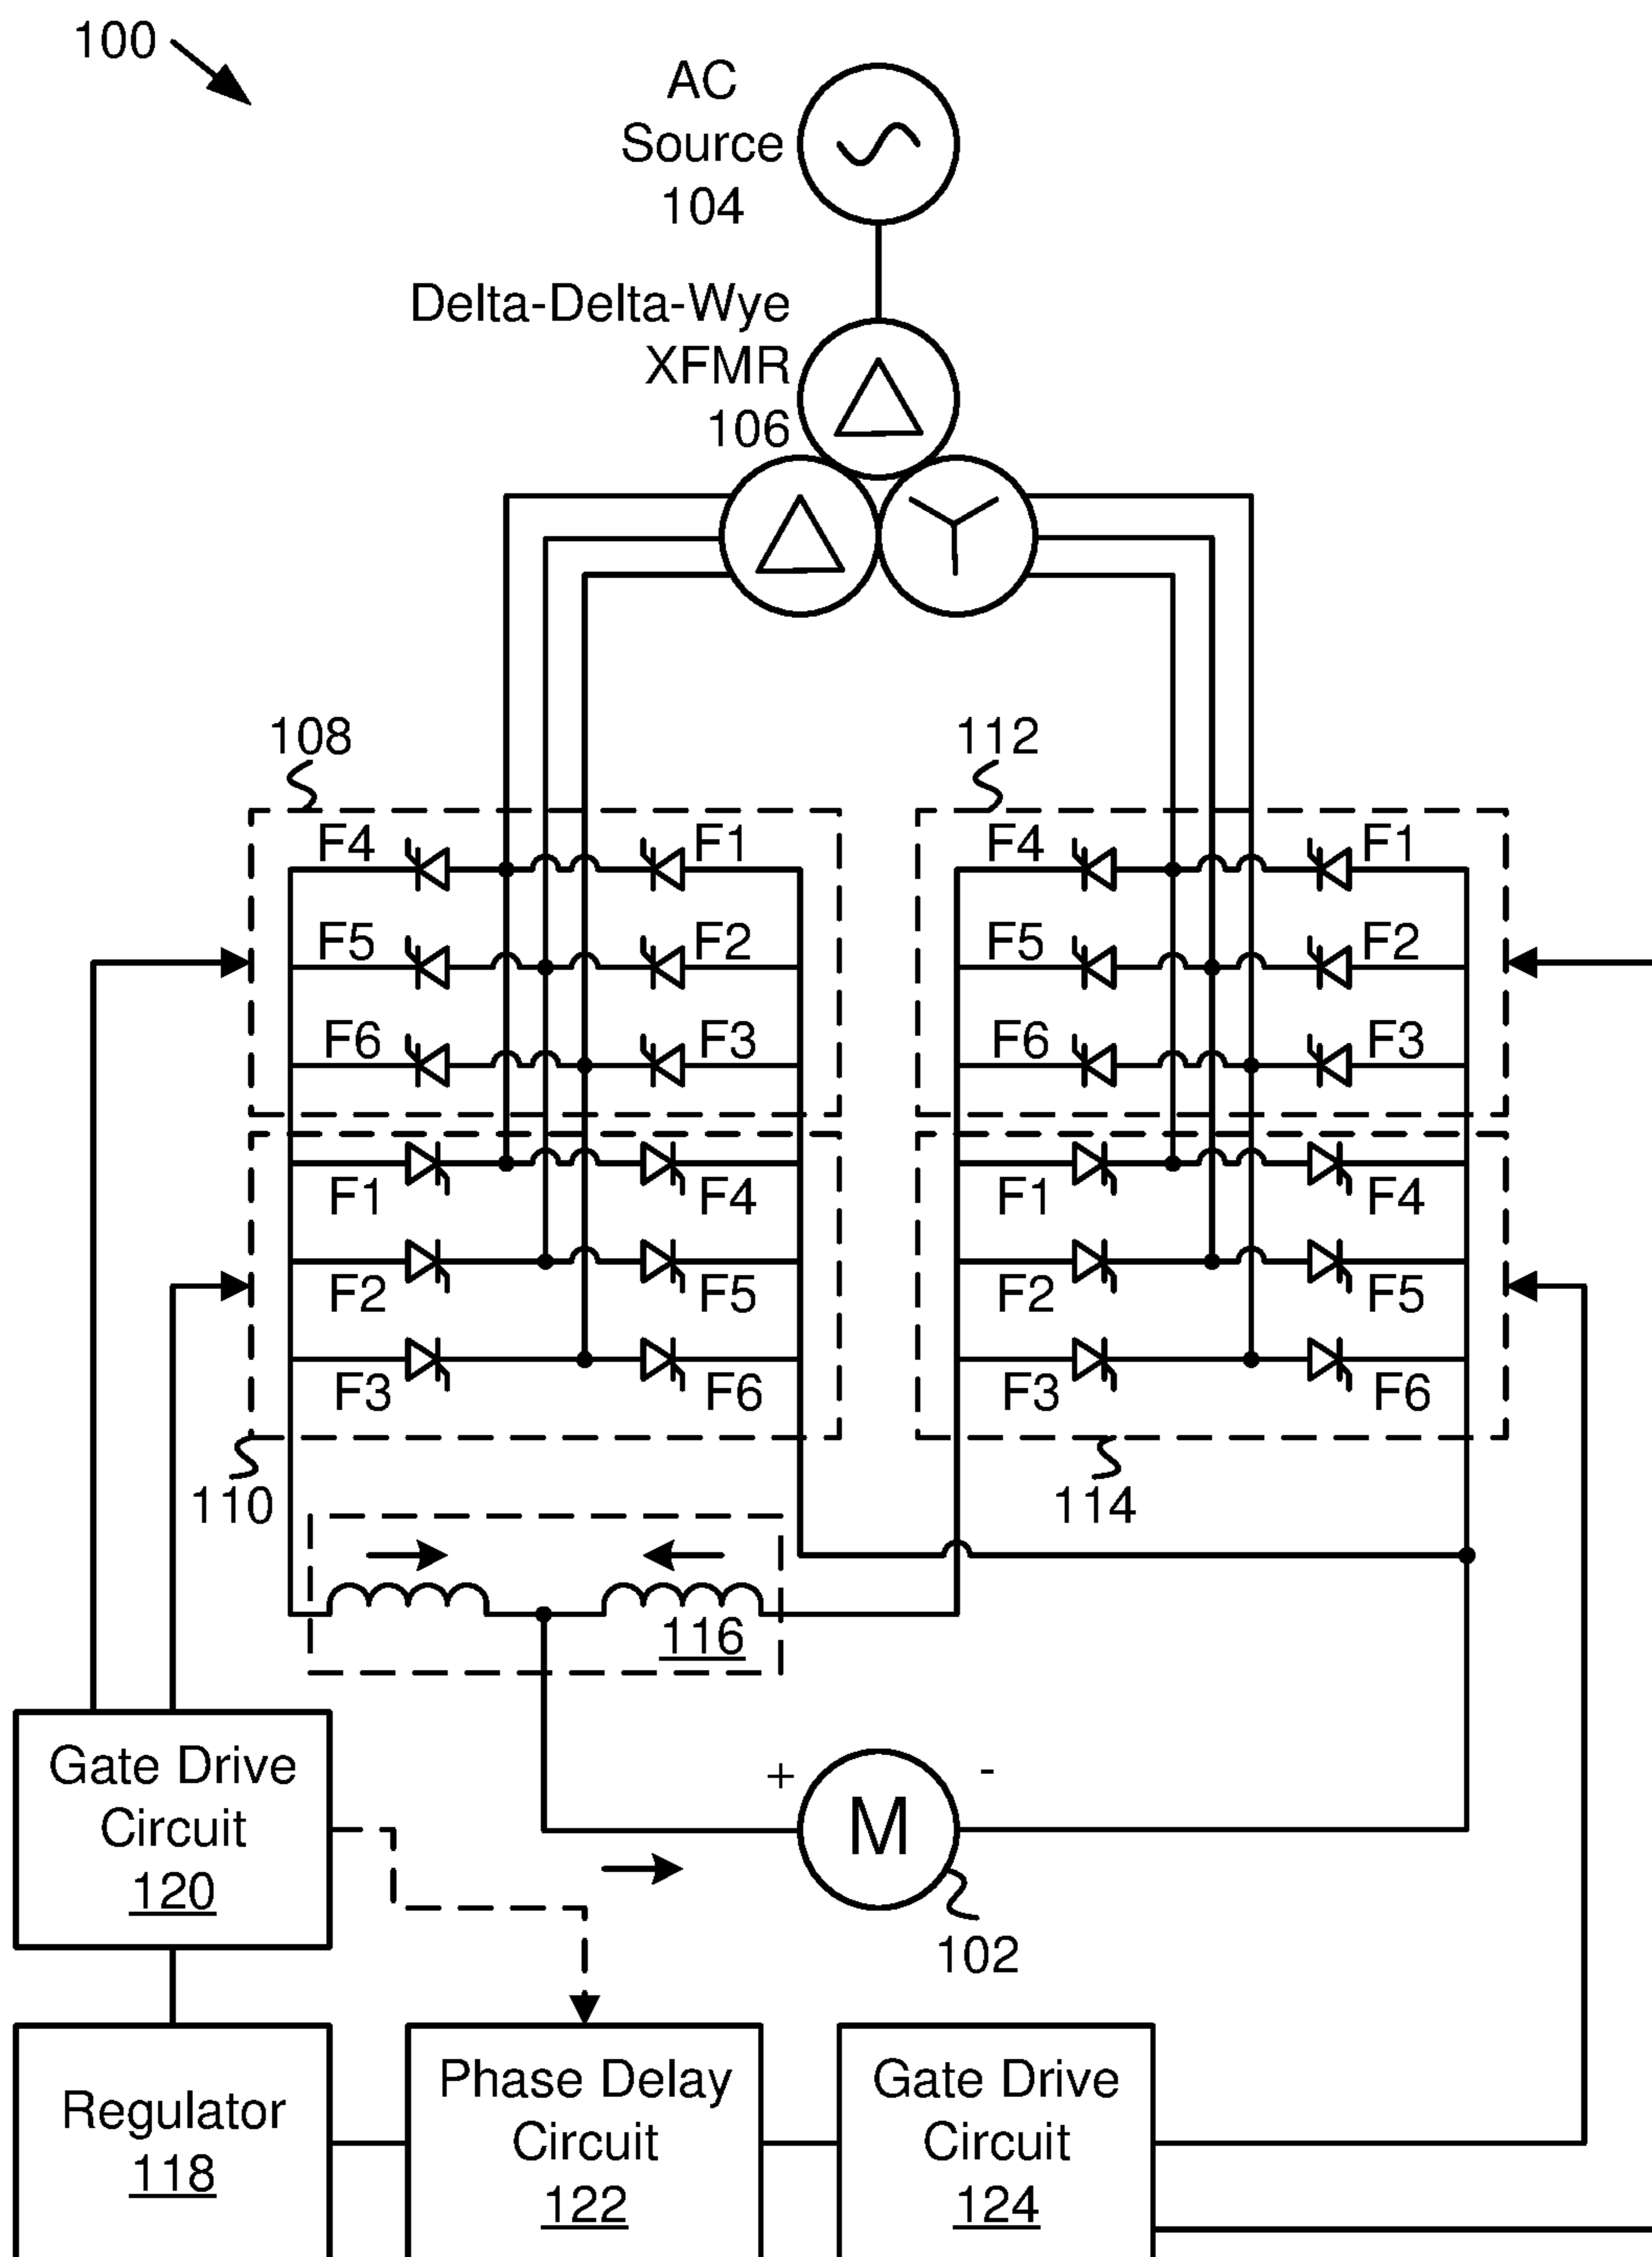 100
AC
Source
104
Delta-Delta-Wye
XFMR
106
108
112
F4
F1
F4
F1
F5
F2
F5
F2
F6
F3
F6
F3
F1
F4
F1
F4
F2
F5
F2
F5
F3
F6
F3
F6
110
114
116
Gate Drive
Circuit
120
+
-
M
102
Regulator
118
Phase Delay
Circuit
122
Gate Drive
Circuit
124